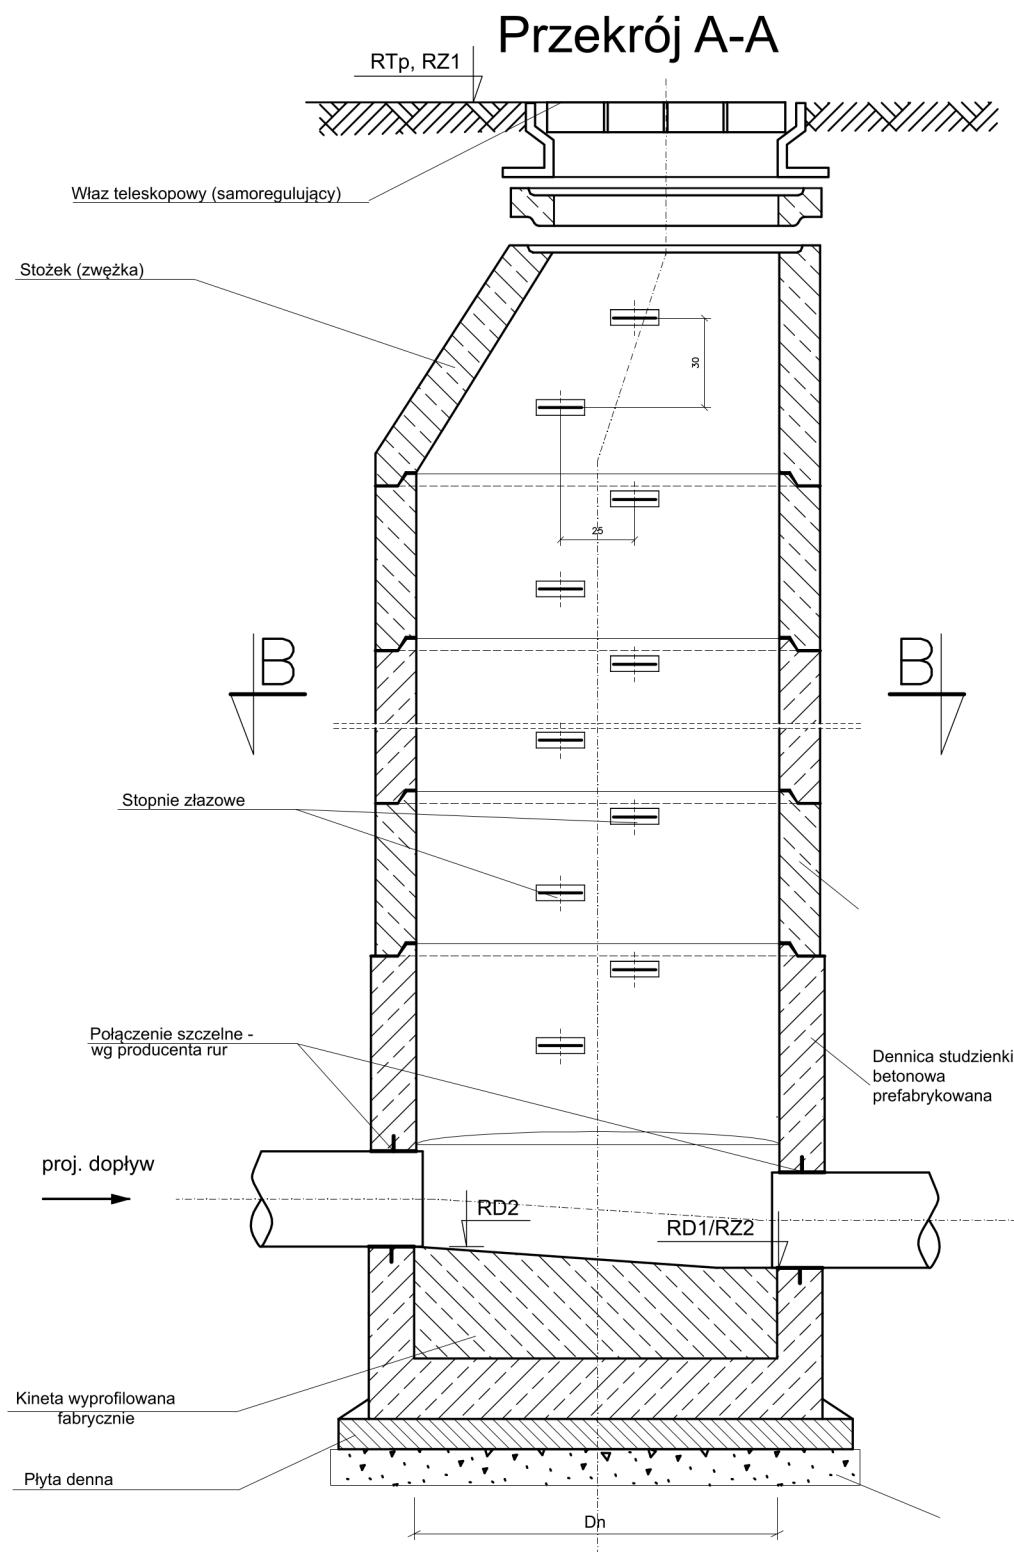 Przekrój A-A
RTp, RZ1
Właz teleskopowy (samoregulujący)
Stożek (zwężka)
30
25
B
B
Stopnie złazowe
Połączenie szczelne -
wg producenta rur
Dennica studzienki
betonowa
prefabrykowana
proj. dopływ
RD2
RD1/RZ2
Kineta wyprofilowana
fabrycznie
Płyta denna
Dn